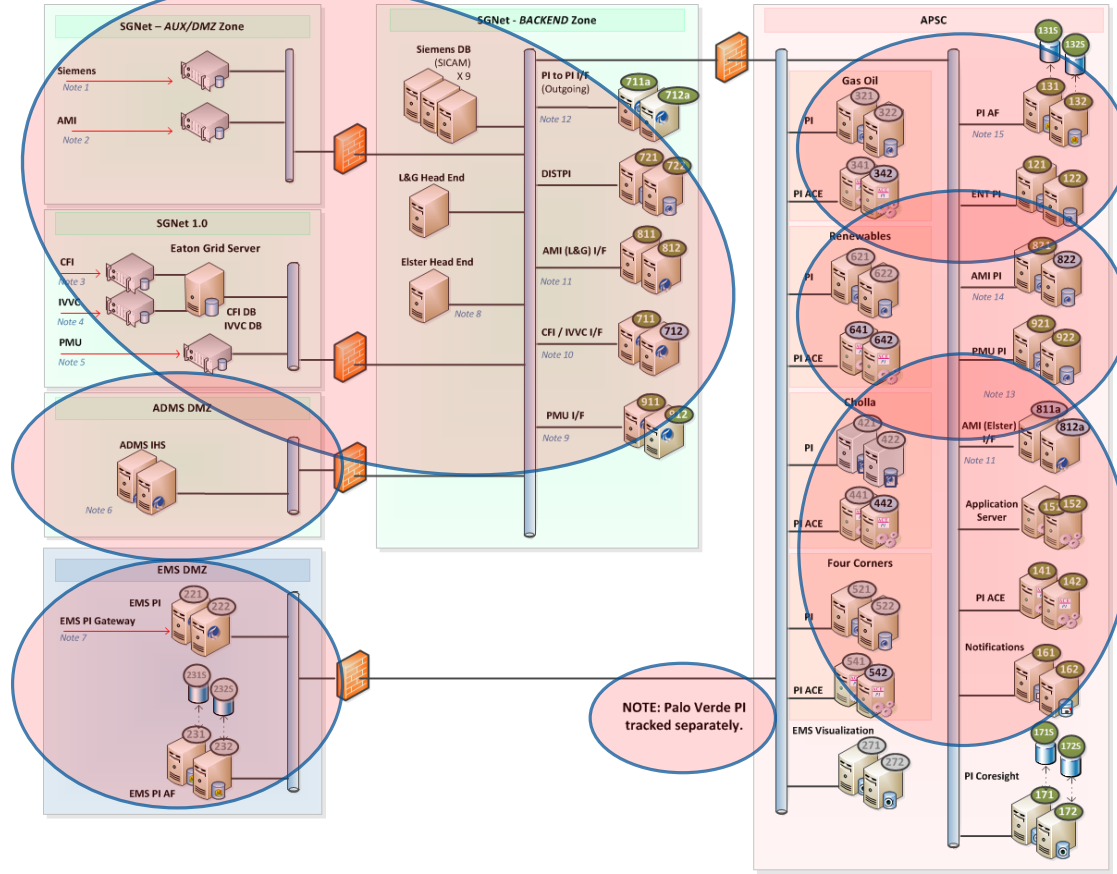 SGNet – AUX/DMZ Zone
Siemens
Note 1
AMI
Note 2
SGNet 1.0
Eaton Grid Server
CFI
Note 3
IVVC
Note 4
CFI DB
IVVC DB
PMU
Note 5
ADMS DMZ
ADMS IHS
Note 6
EMS DMZ
EMS PI
221
222
EMS PI Gateway
Note 7
231S
232S
231
232
EMS PI AF
SGNet - BACKEND Zone
Siemens DB
(SICAM)
X 9
L&G Head End
Elster Head End
Note 8
PI to PI I/F
(Outgoing)
Note 12
711a
712a
DISTPI
721
722
AMI (L&G) I/F
Note 11
811
812
CFI / IVVC I/F
Note 10
711
712
PMU I/F
Note 9
911
912
NOTE: Palo Verde PI
tracked separately.
APSC
Gas Oil
PI
321
322
PI ACE
341
342
Renewables
PI
621
622
PI ACE
641
642
Cholla
PI
421
422
PI ACE
441
442
Four Corners
PI
521
522
PI ACE
541
542
EMS Visualization
271
272
131S
132S
PI AF
Note 15
131
132
ENT PI
121
122
AMI PI
Note 14
821
822
PMU PI
Note 13
921
922
AMI (Elster)
I/F
Note 11
811a
812a
Application
Server
151
152
PI ACE
141
142
Notifications
161
162
171S
172S
PI Coresight
171
172